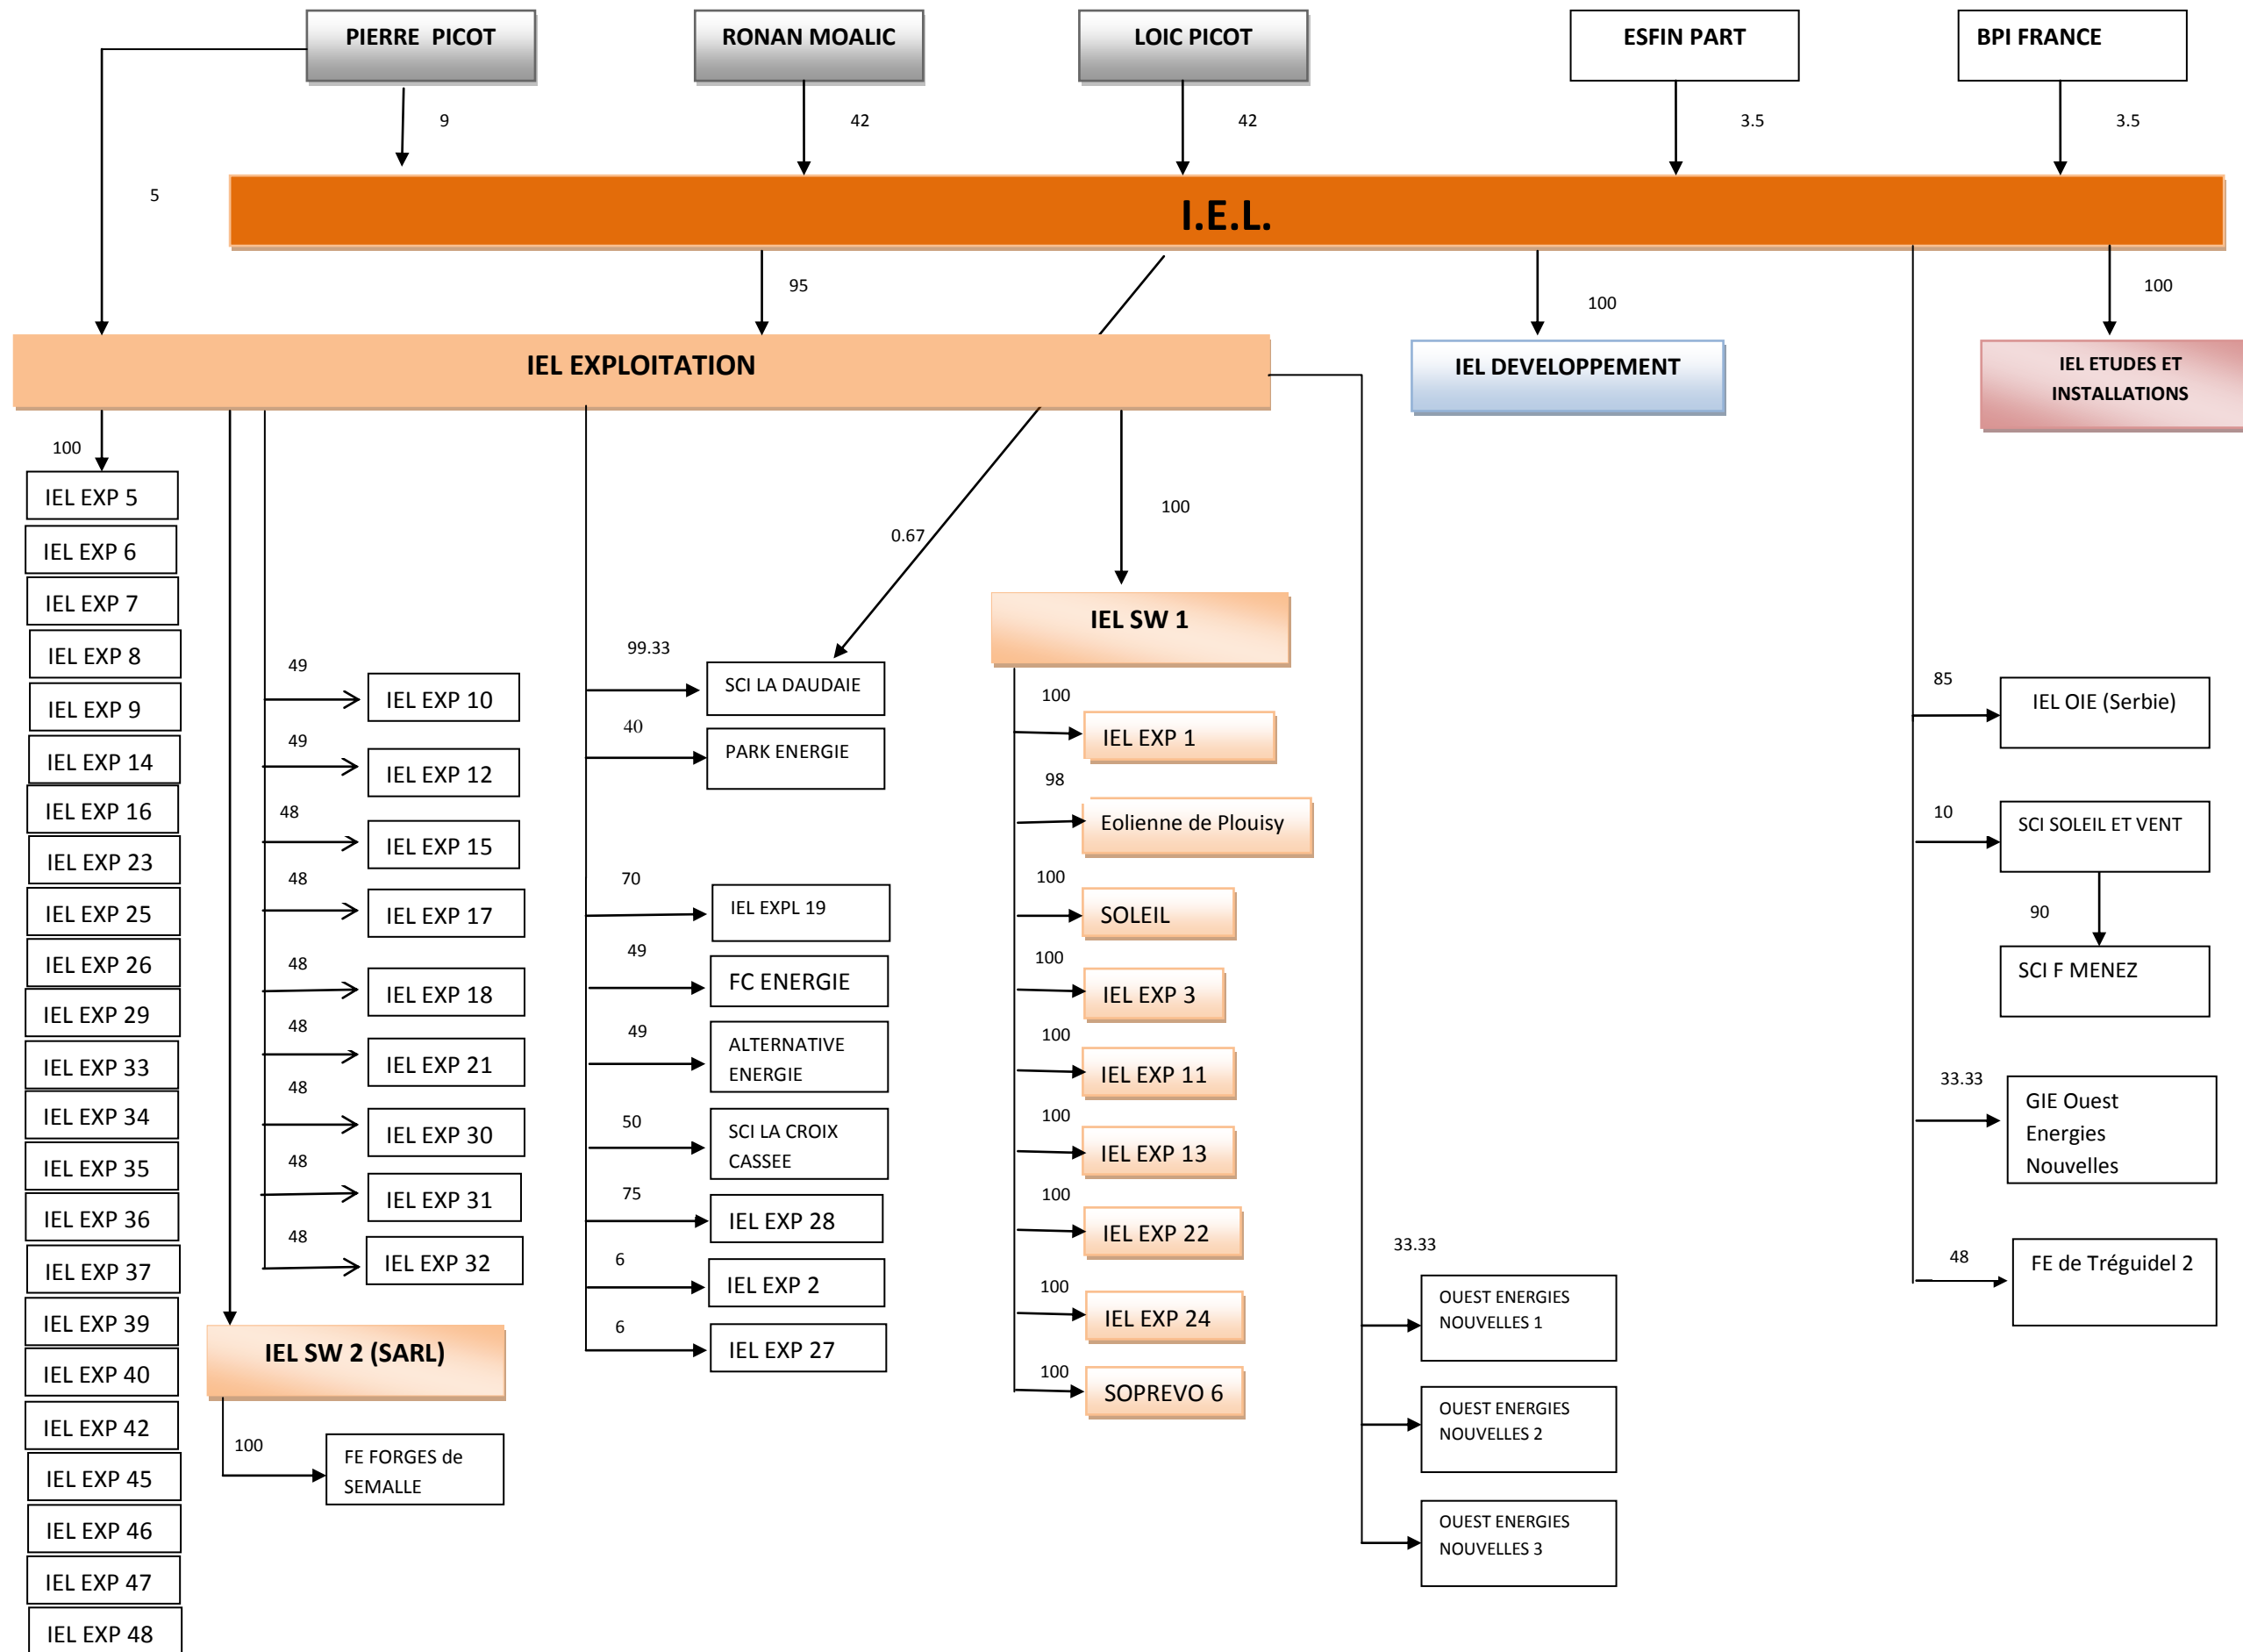 PIERRE  PICOT
RONAN MOALIC
LOIC PICOT
ESFIN PART
BPI FRANCE
9
42
42
3.5
3.5
5
I.E.L.
95
100
100
IEL EXPLOITATION
IEL DEVELOPPEMENT
IEL ETUDES ET
INSTALLATIONS
100
IEL EXP 5
IEL EXP 6
IEL EXP 7
IEL EXP 8
IEL EXP 9
IEL EXP 14
IEL EXP 16
IEL EXP 23
IEL EXP 25
IEL EXP 26
IEL EXP 29
IEL EXP 33
IEL EXP 34
IEL EXP 35
IEL EXP 36
IEL EXP 37
IEL EXP 39
IEL EXP 40
IEL EXP 42
IEL EXP 45
IEL EXP 46
IEL EXP 47
IEL EXP 48
49
IEL EXP 10
49
IEL EXP 12
48
IEL EXP 15
48
IEL EXP 17
48
IEL EXP 18
48
IEL EXP 21
48
IEL EXP 30
48
IEL EXP 31
48
IEL EXP 32
IEL SW 2 (SARL)
100
FE FORGES de
SEMALLE
0.67
99.33
SCI LA DAUDAIE
40
PARK ENERGIE
70
IEL EXPL 19
49
FC ENERGIE
49
ALTERNATIVE
ENERGIE
50
SCI LA CROIX
CASSEE
75
IEL EXP 28
6
IEL EXP 2
6
IEL EXP 27
100
IEL SW 1
100
IEL EXP 1
98
Eolienne de Plouisy
100
SOLEIL
100
IEL EXP 3
100
IEL EXP 11
100
IEL EXP 13
100
IEL EXP 22
100
IEL EXP 24
100
SOPREVO 6
33.33
OUEST ENERGIES
NOUVELLES 1
OUEST ENERGIES
NOUVELLES 2
OUEST ENERGIES
NOUVELLES 3
85
IEL OIE (Serbie)
10
SCI SOLEIL ET VENT
90
SCI F MENEZ
33.33
GIE Ouest
Energies
Nouvelles
48
FE de Tréguidel 2